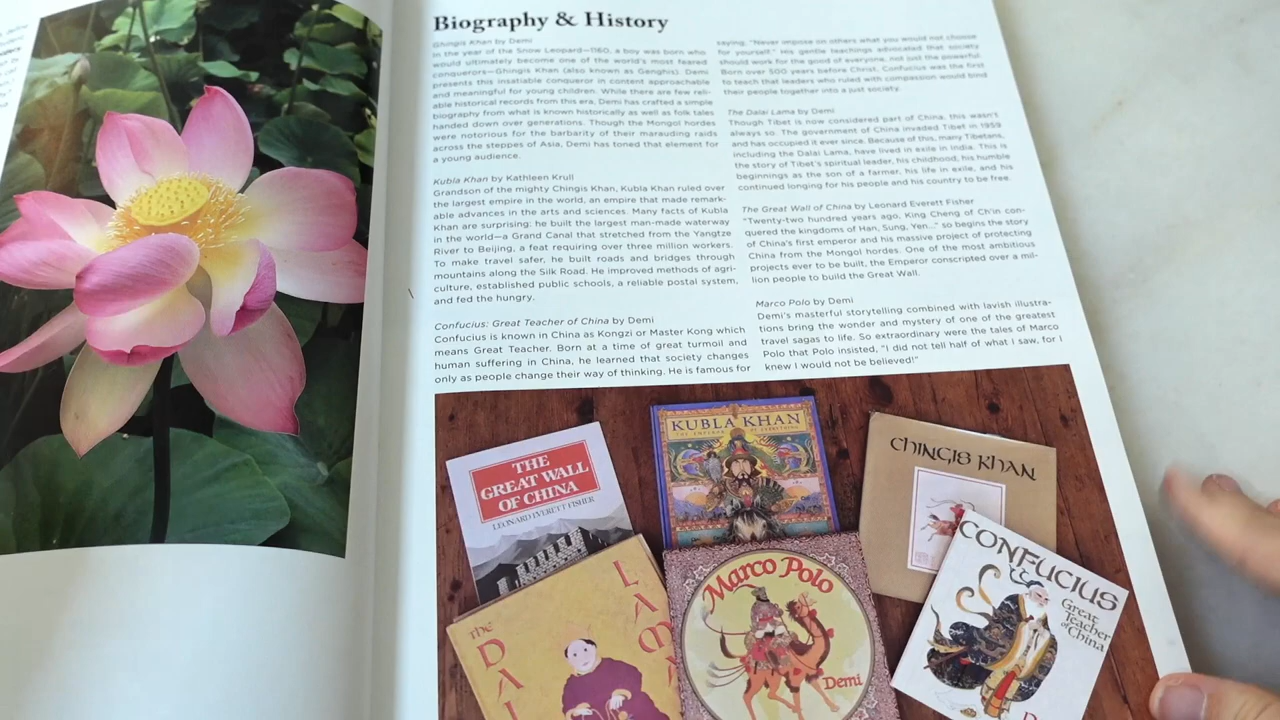 Biography & History
Ghingis Khan by Demi
In the year of the Snow Leopard—1160, a boy was born who
would ultimately become one of the world's most feared
conquerors—Ghingis Khan (also known as Genghis). Demi
presents this insatiable conqueror in content approachable
and meaningful for young children. While there are few reli-
able historical records from this era, Demi has crafted a simple
biography from what is known historically as well as folk tales
handed down over generations. Though the Mongol hordes
were notorious for the barbarity of their marauding raids
across the steppes of Asia, Demi has toned that element for
a young audience.
Kubla Khan by Kathleen Krull
Grandson of the mighty Chingis Khan, Kubla Khan ruled over
the largest empire in the world, an empire that made remark-
able advances in the arts and sciences. Many facts of Kubla
Khan are surprising: he built the largest man-made waterway
in the world—a Grand Canal that stretched from the Yangtze
River to Beijing, a feat requiring over three million workers.
To make travel safer, he built roads and bridges through
mountains along the Silk Road. He improved methods of agri-
culture, established public schools, a reliable postal system,
and fed the hungry.
Confucius: Great Teacher of China by Demi
Confucius is known in China as Kongzi or Master Kong which
means Great Teacher. Born at a time of great turmoil and
human suffering in China, he learned that society changes
only as people change their way of thinking. He is famous for
saying, "Never impose on others what you would not choose
for yourself." His gentle teachings advocated that society
should work for the good of everyone, not just the powerful.
Born over 500 years before Christ, Confucius was the first
to teach that leaders who ruled with compassion would bind
their people together into a just society.
The Dalai Lama by Demi
Though Tibet is now considered part of China, this wasn't
always so. The government of China invaded Tibet in 1959
and has occupied it ever since. Because of this, many Tibetans,
including the Dalai Lama, have lived in exile in India. This is
the story of Tibet's spiritual leader, his childhood, his humble
beginnings as the son of a farmer, his life in exile, and his
continued longing for his people and his country to be free.
The Great Wall of China by Leonard Everett Fisher
"Twenty-two hundred years ago, King Cheng of Ch'in con-
quered the kingdoms of Han, Sung, Yen..." so begins the story
of China's first emperor and his massive project of protecting
China from the Mongol hordes. One of the most ambitious
projects ever to be built, the Emperor conscripted over a mil-
lion people to build the Great Wall.
Marco Polo by Demi
Demi's masterful storytelling combined with lavish illustra-
tions bring the wonder and mystery of one of the greatest
travel sagas to life. So extraordinary were the tales of Marco
Polo that Polo insisted, "I did not tell half of what I saw, for I
knew I would not be believed!"
THE
GREAT WALL
OF CHINA
LEONARD EVERETT FISHER
KUBLA KHAN
THE EMPEROR OF EVERYTHING
CHINGIS KHAN
THE
DAL
LAMA
Marco Polo
Demi
CONFUCIUS
Great
Teacher
of China
D